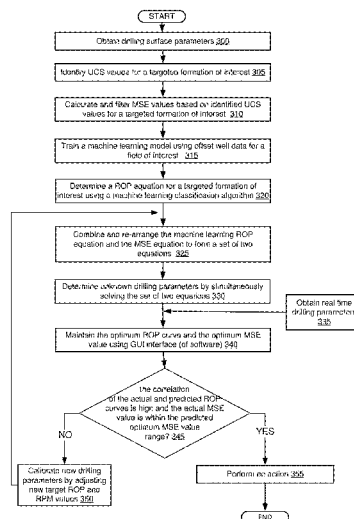 START
Obtain drilling surface parameters 300
Identify UCS values for a targeted formation of interest 305
Calculate and filter MSE values based on identified UCS
values for a targeted formation of interest 310
Train a machine learning model using offset well data for a
field of interest 315
Determine a ROP equation for a targeted formation of
interest using a machine learning classification algorithm 320
Combine and re-arrange the machine learning ROP
equation and the MSE equation to form a set of two
equations 325
Determine unknown drilling parameters by simultaneously
solving the set of two equations 330
Obtain real time
drilling parameters
335
Maintain the optimum ROP curve and the optimum MSE
value using GUI interface (of software) 340
the correlation
of the actual and predicted ROP
curves is high and the actual MSE
value is within the predicted
optimum MSE value
range? 345
NO
YES
Calibrate new drilling
parameters by adjusting
new target ROP and
RPM values 350
Perform an action 355
END